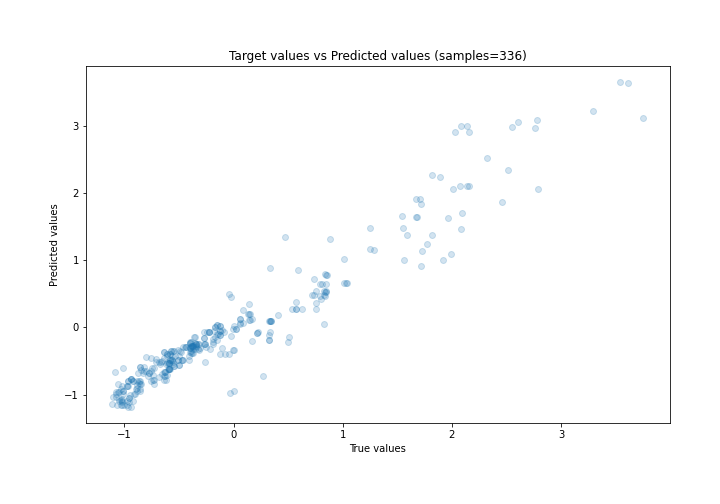 Target values vs Predicted values (samples=336)
Predicted values
3
2
1
0
−1
−1 0 1 2 3
True values